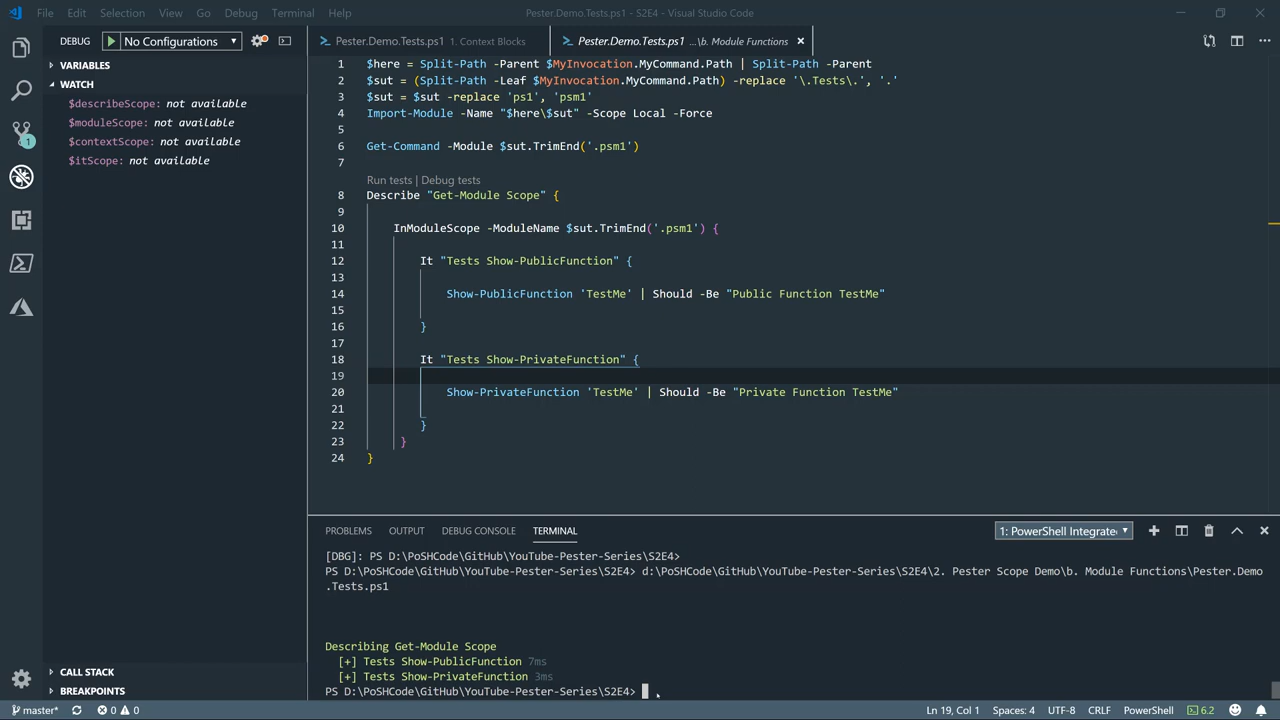 File Edit Selection View Go Debug Terminal Help
Pester.Demo.Tests.ps1 - S2E4 - Visual Studio Code
DEBUG No Configurations
Pester.Demo.Tests.ps1 1. Context Blocks
Pester.Demo.Tests.ps1 ...\b. Module Functions
VARIABLES
WATCH
$describeScope: not available
$moduleScope: not available
$contextScope: not available
$itScope: not available
1 $here = Split-Path -Parent $MyInvocation.MyCommand.Path | Split-Path -Parent
2 $sut = (Split-Path -Leaf $MyInvocation.MyCommand.Path) -replace '\.Tests\.', '.'
3 $sut = $sut -replace 'ps1', 'psm1'
4 Import-Module -Name "$here\$sut" -Scope Local -Force
5
6 Get-Command -Module $sut.TrimEnd('.psm1')
7
Run tests | Debug tests
8 Describe "Get-Module Scope" {
9
10 InModuleScope -ModuleName $sut.TrimEnd('.psm1') {
11
12 It "Tests Show-PublicFunction" {
13
14 Show-PublicFunction 'TestMe' | Should -Be "Public Function TestMe"
15
16 }
17
18 It "Tests Show-PrivateFunction" {
19
20 Show-PrivateFunction 'TestMe' | Should -Be "Private Function TestMe"
21
22 }
23 }
24 }
PROBLEMS OUTPUT DEBUG CONSOLE TERMINAL
1: PowerShell Integrate
[DBG]: PS D:\PoSHCode\GitHub\YouTube-Pester-Series\S2E4>
PS D:\PoSHCode\GitHub\YouTube-Pester-Series\S2E4> d:\PoSHCode\GitHub\YouTube-Pester-Series\S2E4\2. Pester Scope Demo\b. Module Functions\Pester.Demo
.Tests.ps1
Describing Get-Module Scope
[+] Tests Show-PublicFunction 7ms
[+] Tests Show-PrivateFunction 3ms
PS D:\PoSHCode\GitHub\YouTube-Pester-Series\S2E4>
CALL STACK
BREAKPOINTS
master* 0 0
Ln 19, Col 1 Spaces: 4 UTF-8 CRLF PowerShell 6.2